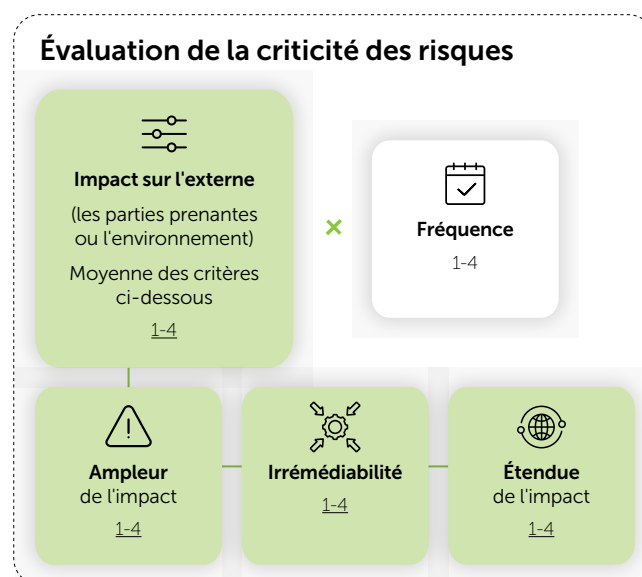 Évaluation de la criticité des risques
Impact sur l'externe
(les parties prenantes
ou l'environnement)
Moyenne des critères
ci-dessous
1-4
×
Fréquence
1-4
Ampleur
de l'impact
1-4
Irrémédiabilité
1-4
Étendue
de l'impact
1-4